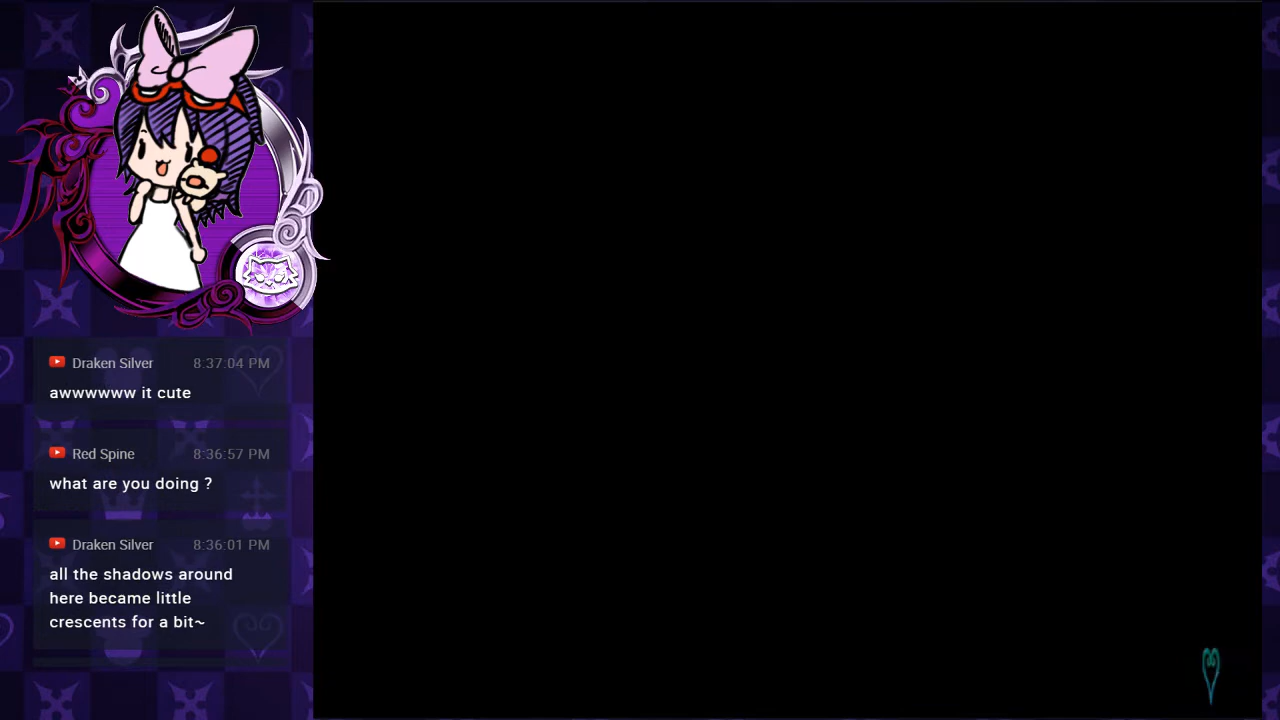 Draken Silver 8:37:04 PM
awwwwww it cute
Red Spine 8:36:57 PM
what are you doing ?
Draken Silver 8:36:01 PM
all the shadows around
here became little
crescents for a bit~